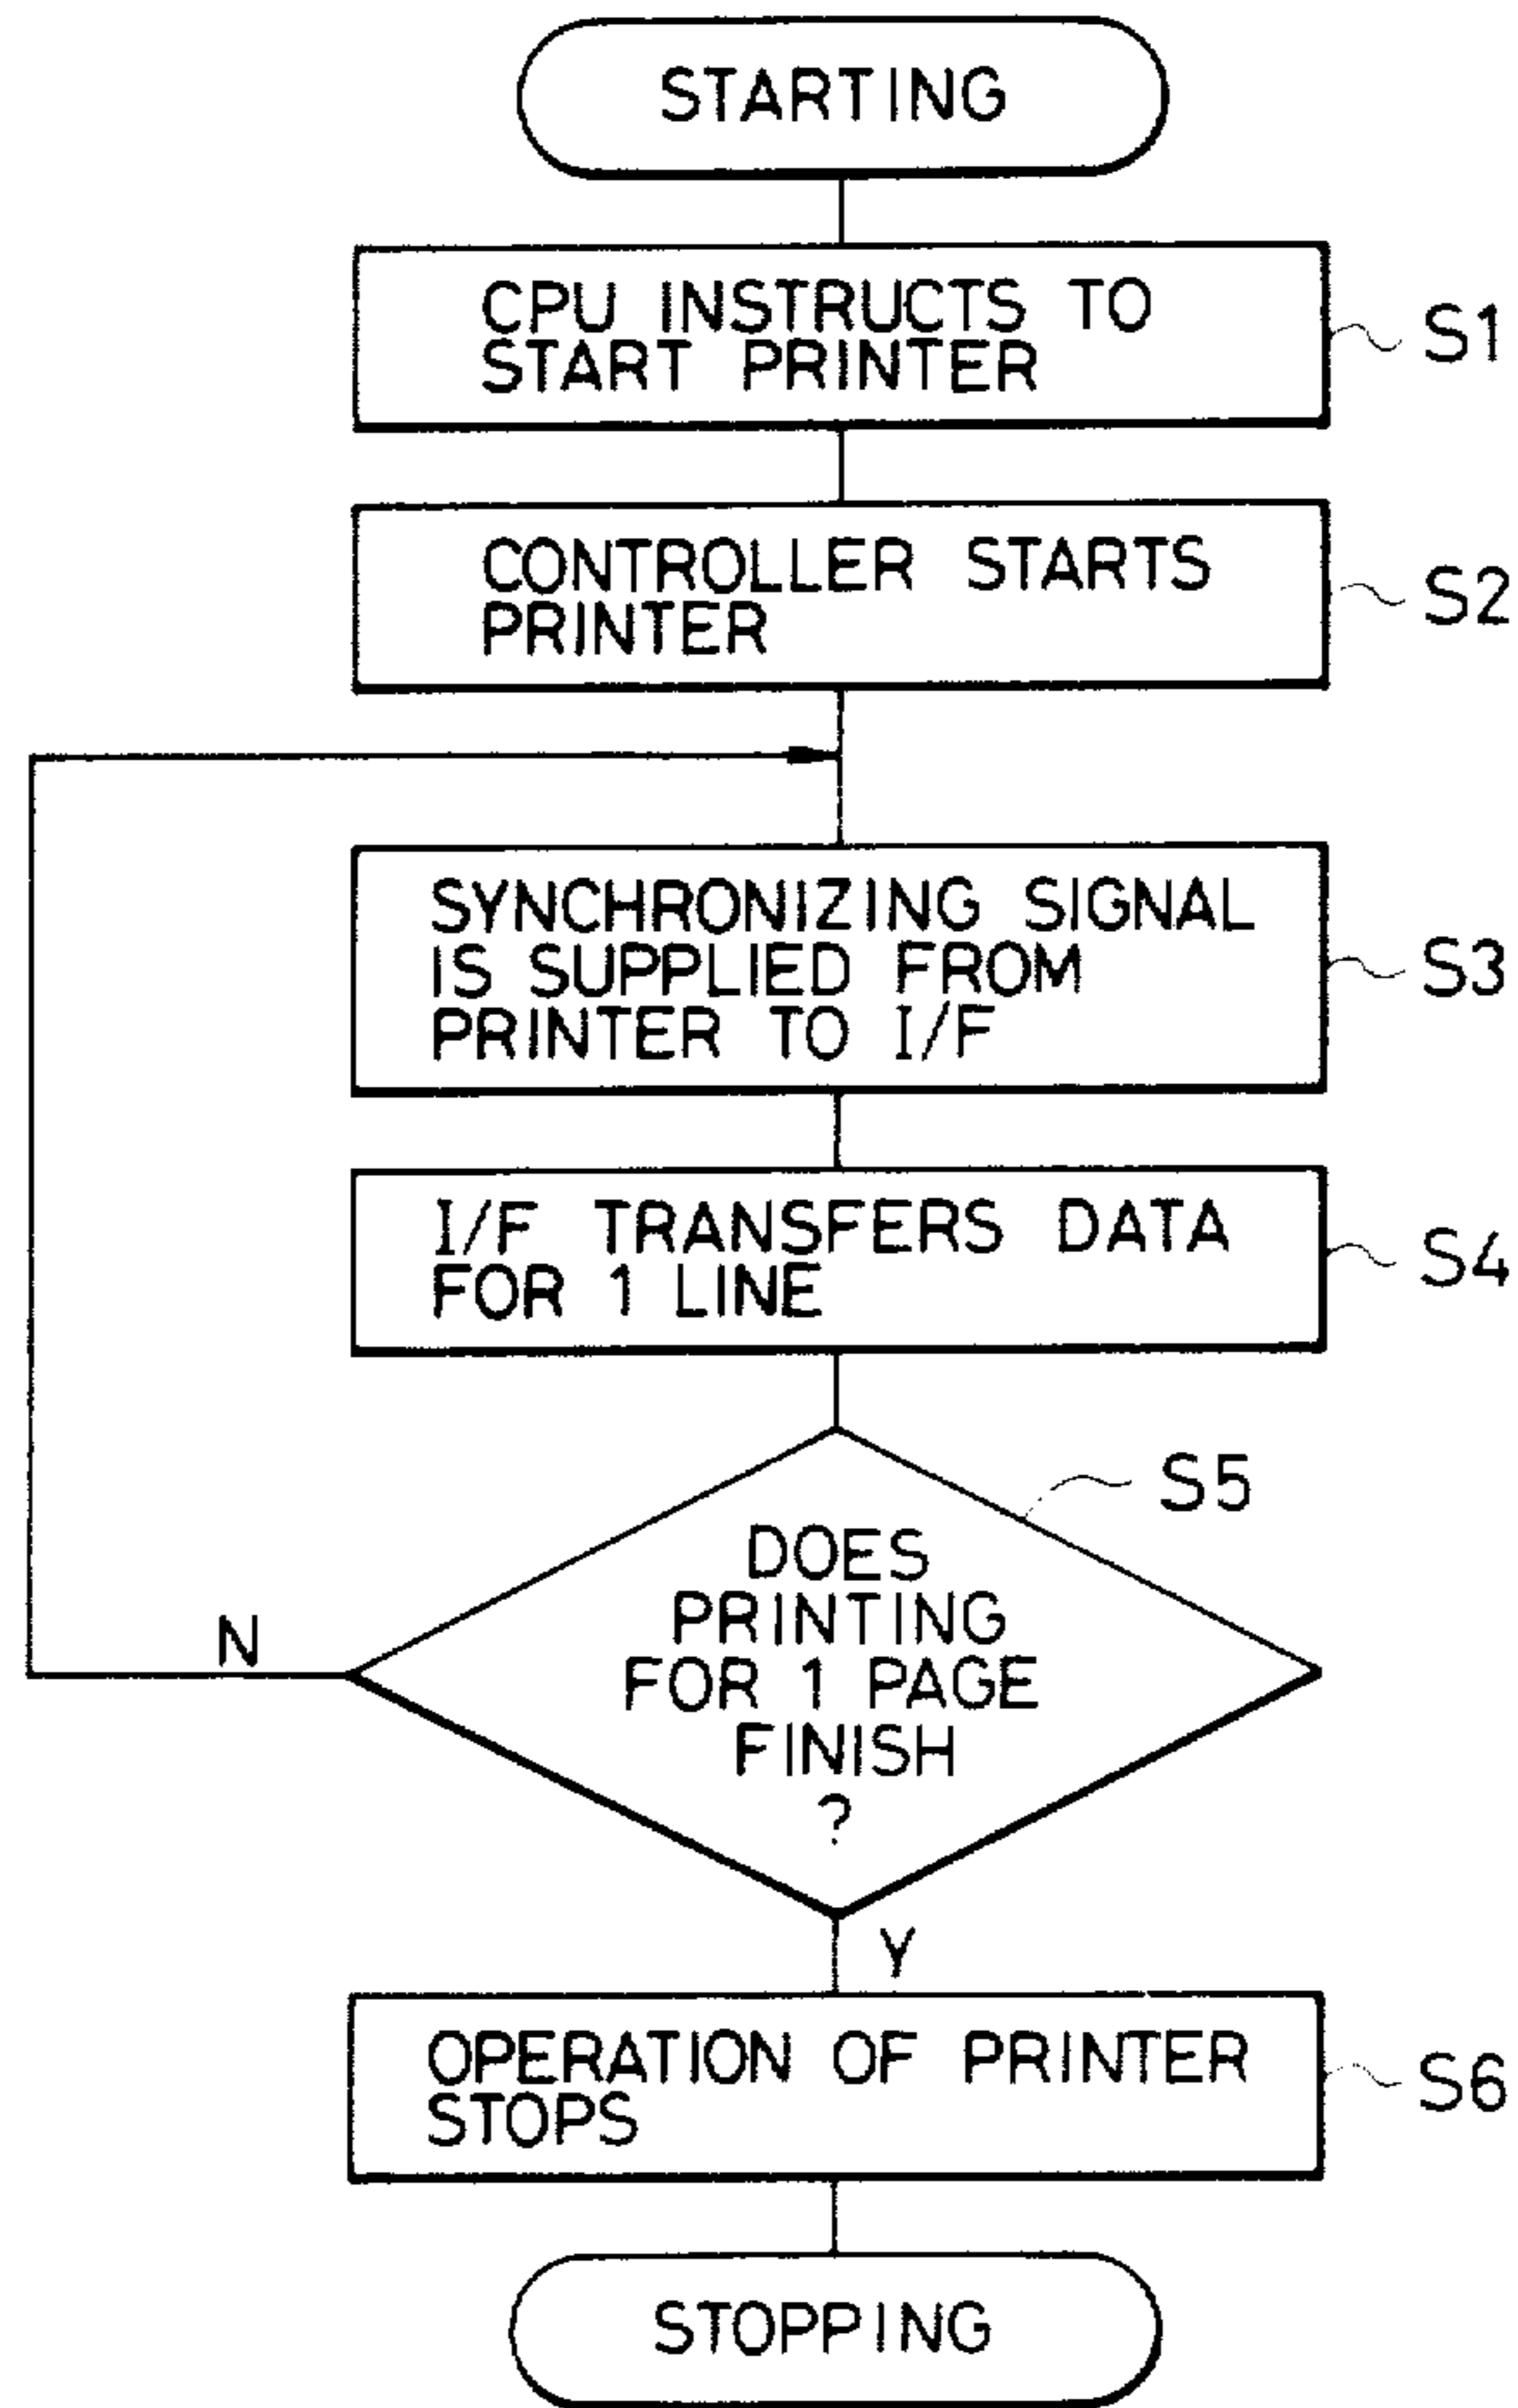 STARTING
CPU INSTRUCTS TO
START PRINTER
S1
CONTROLLER STARTS
PRINTER
S2
SYNCHRONIZING SIGNAL
IS SUPPLIED FROM
PRINTER TO I/F
S3
I/F TRANSFERS DATA
FOR 1 LINE
S4
S5
DOES
PRINTING
FOR 1 PAGE
FINISH
?
N
Y
OPERATION OF PRINTER
STOPS
S6
STOPPING